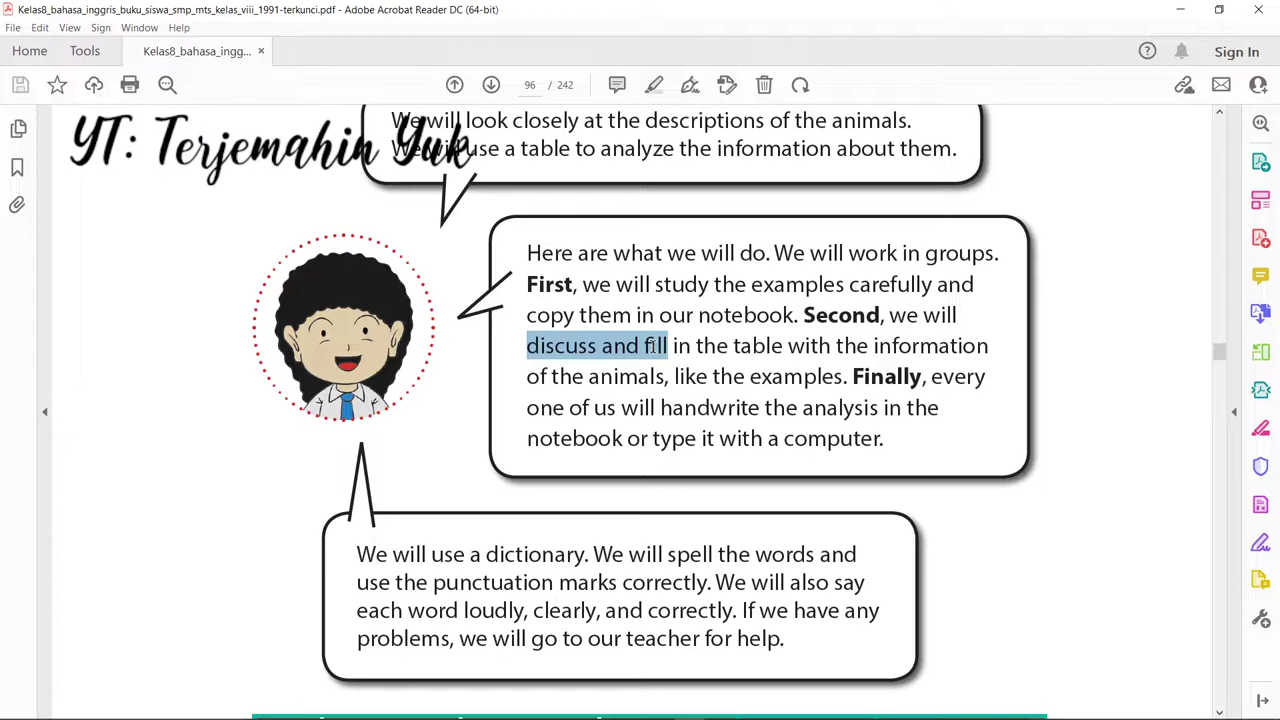 Kelas8_bahasa_inggris_buku_siswa_smp_mts_kelas_viii_1991-terkunci.pdf - Adobe Acrobat Reader DC (64-bit)
File Edit View Sign Window Help
Home Tools Kelas8_bahasa_ingg... × Sign In
96 / 242
YT: Terjemahin Yuk
We will look closely at the descriptions of the animals.
We will use a table to analyze the information about them.
Here are what we will do. We will work in groups.
First, we will study the examples carefully and
copy them in our notebook. Second, we will
discuss and fill in the table with the information
of the animals, like the examples. Finally, every
one of us will handwrite the analysis in the
notebook or type it with a computer.
We will use a dictionary. We will spell the words and
use the punctuation marks correctly. We will also say
each word loudly, clearly, and correctly. If we have any
problems, we will go to our teacher for help.